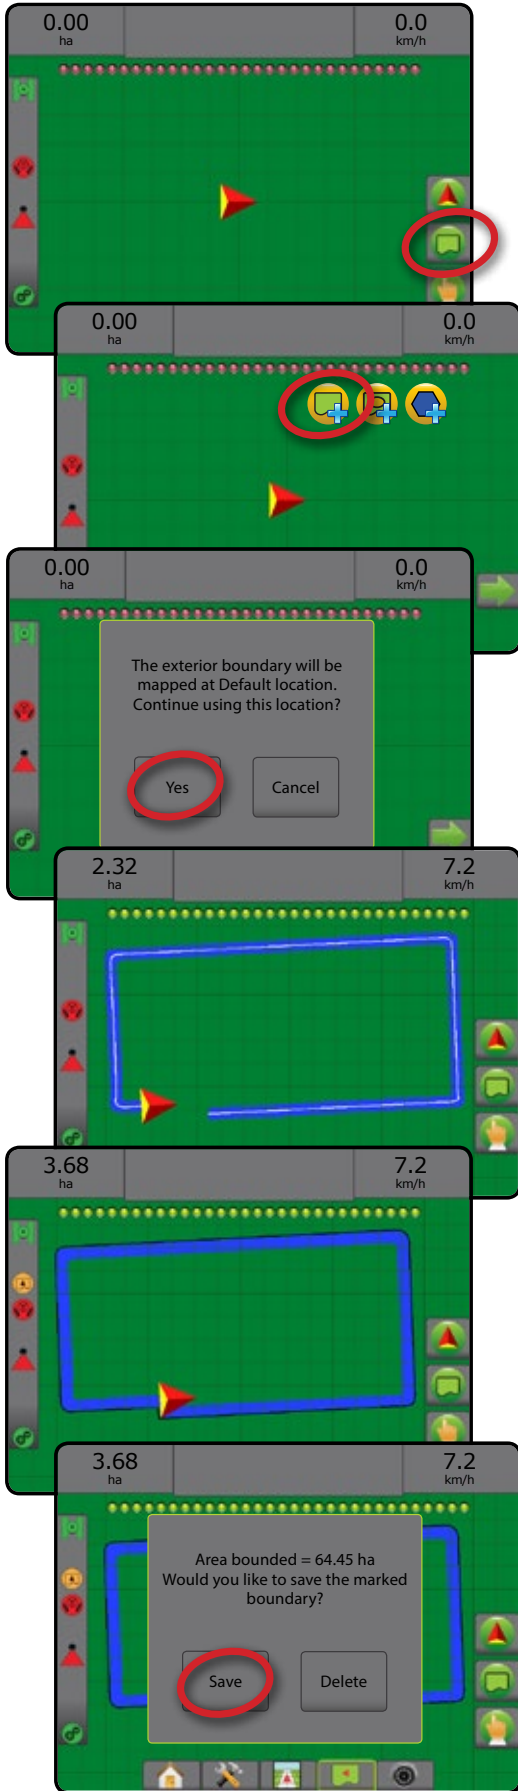 0.00 0.0
ha km/h
0.00 0.0
ha km/h
0.00 0.0
ha km/h
The exterior boundary will be
mapped at Default location.
Continue using this location?
Yes Cancel
2.32 7.2
ha km/h
3.68 7.2
ha km/h
3.68 7.2
ha km/h
Area bounded = 64.45 ha
Would you like to save the marked
boundary?
Save Delete